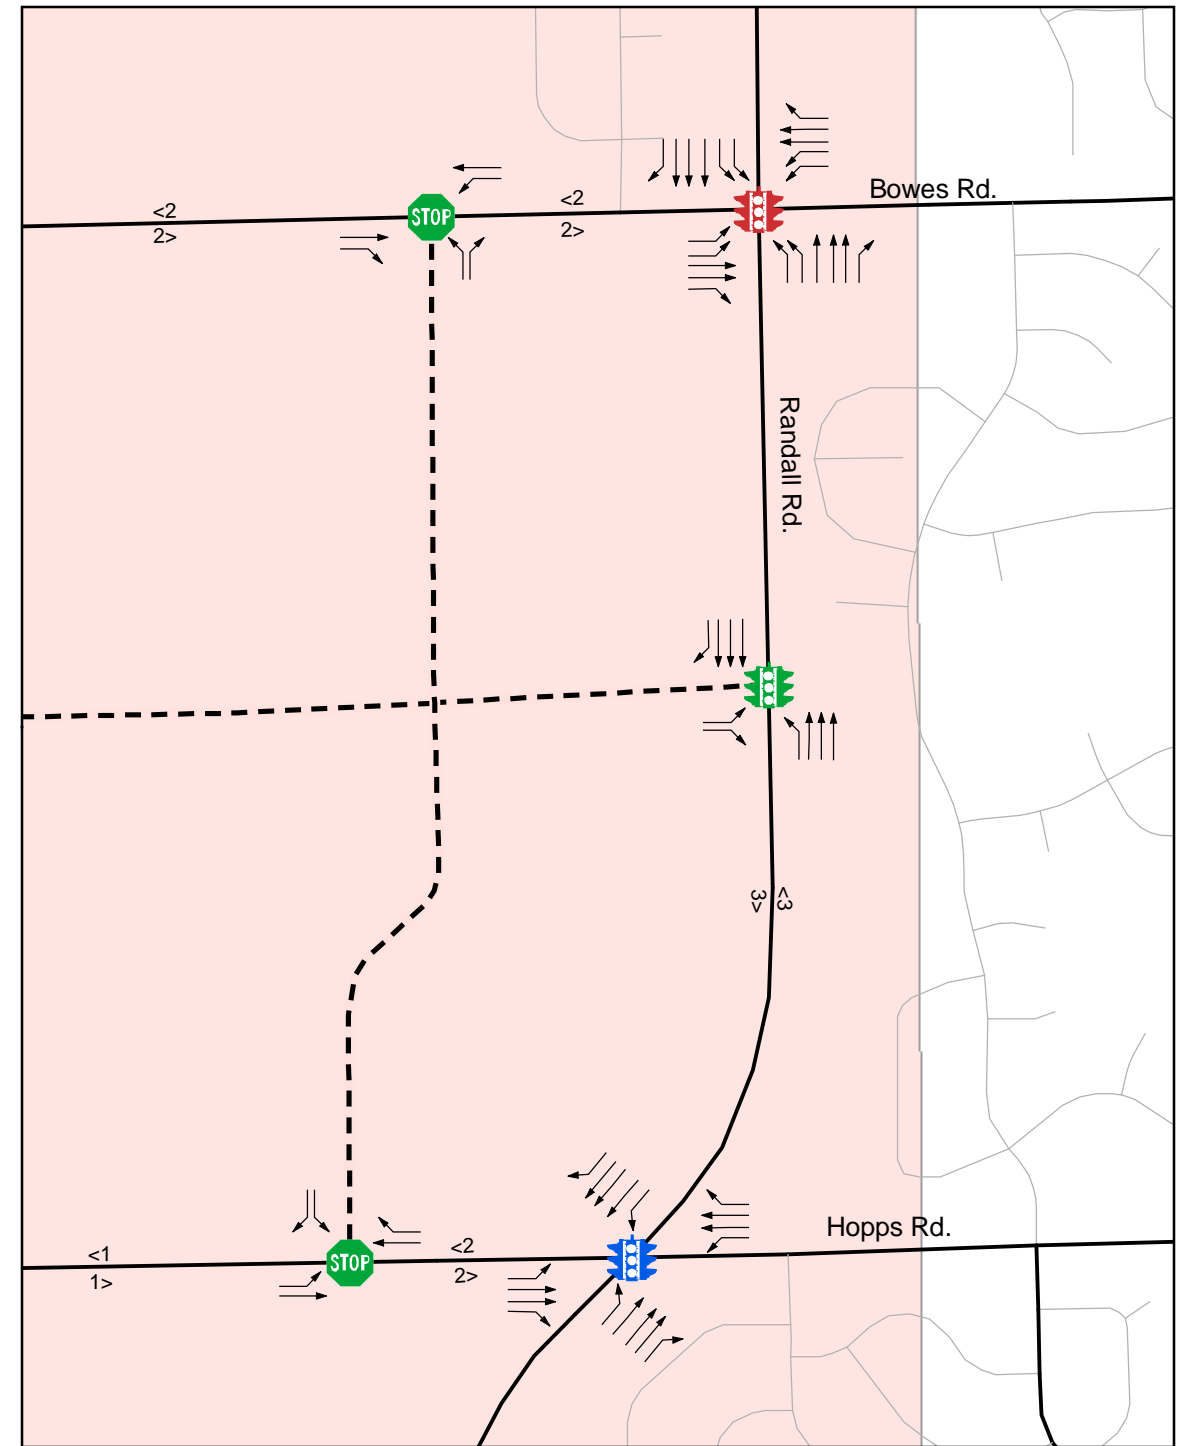 Bowes Rd.
<2
2>
STOP
<2
2>
Randall Rd.
3>
<3
Hopps Rd.
<1
1>
STOP
<2
2>